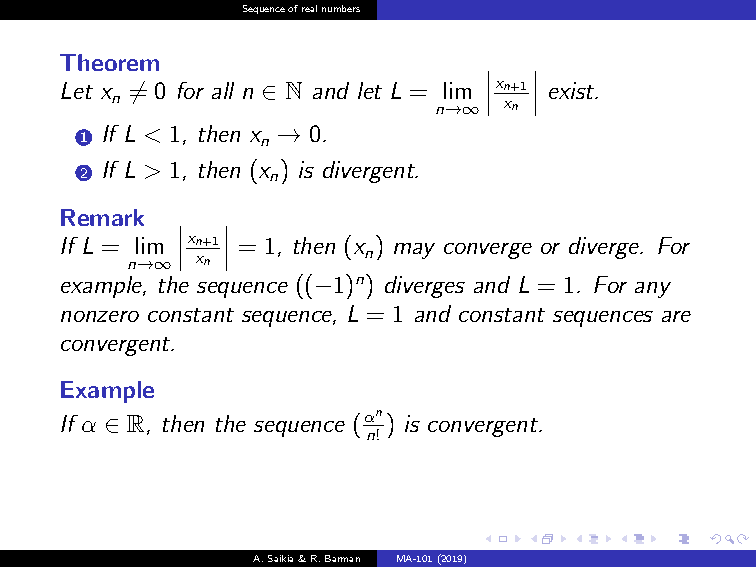 Sequence of real numbers
Theorem
Let xₙ ≠ 0 for all n ∈ ℕ and let L = lim_{n→∞} |xₙ₊₁/xₙ| exist.
1 If L < 1, then xₙ → 0.
2 If L > 1, then (xₙ) is divergent.
Remark
If L = lim_{n→∞} |xₙ₊₁/xₙ| = 1, then (xₙ) may converge or diverge. For
example, the sequence ((−1)ⁿ) diverges and L = 1. For any
nonzero constant sequence, L = 1 and constant sequences are
convergent.
Example
If α ∈ ℝ, then the sequence (αⁿ/n!) is convergent.
A. Saikia & R. Barman MA-101 (2019)